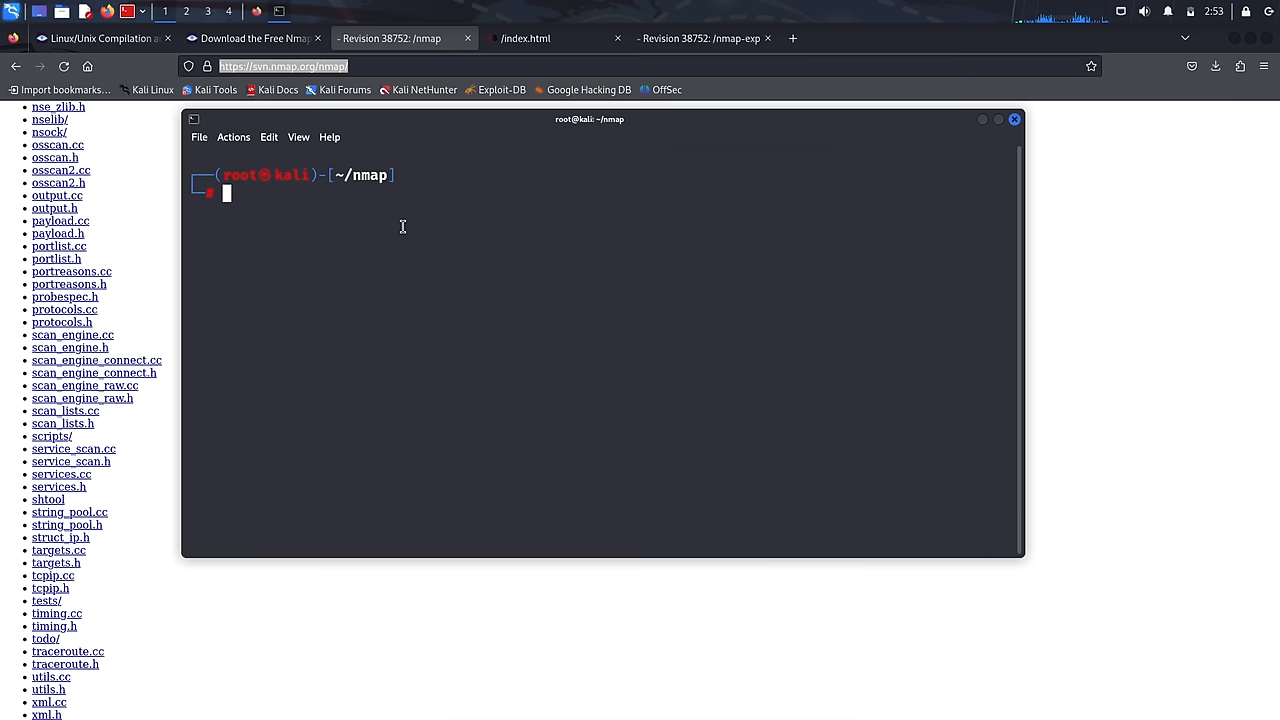 1 2 3 4 2:53
Linux/Unix Compilation an
Download the Free Nmap
- Revision 38752: /nmap
/index.html
- Revision 38752: /nmap-exp
https://svn.nmap.org/nmap/
Import bookmarks...
Kali Linux
Kali Tools
Kali Docs
Kali Forums
Kali NetHunter
Exploit-DB
Google Hacking DB
OffSec
nse_zlib.h
nselib/
nsock/
osscan.cc
osscan.h
osscan2.cc
osscan2.h
output.cc
output.h
payload.cc
payload.h
portlist.cc
portlist.h
portreasons.cc
portreasons.h
probespec.h
protocols.cc
protocols.h
scan_engine.cc
scan_engine.h
scan_engine_connect.cc
scan_engine_connect.h
scan_engine_raw.cc
scan_engine_raw.h
scan_lists.cc
scan_lists.h
scripts/
service_scan.cc
service_scan.h
services.cc
services.h
shtool
string_pool.cc
string_pool.h
struct_ip.h
targets.cc
targets.h
tcpip.cc
tcpip.h
tests/
timing.cc
timing.h
todo/
traceroute.cc
traceroute.h
utils.cc
utils.h
xml.cc
xml.h
root@kali: ~/nmap
File Actions Edit View Help
┌──(root㉿kali)-[~/nmap]
└─#